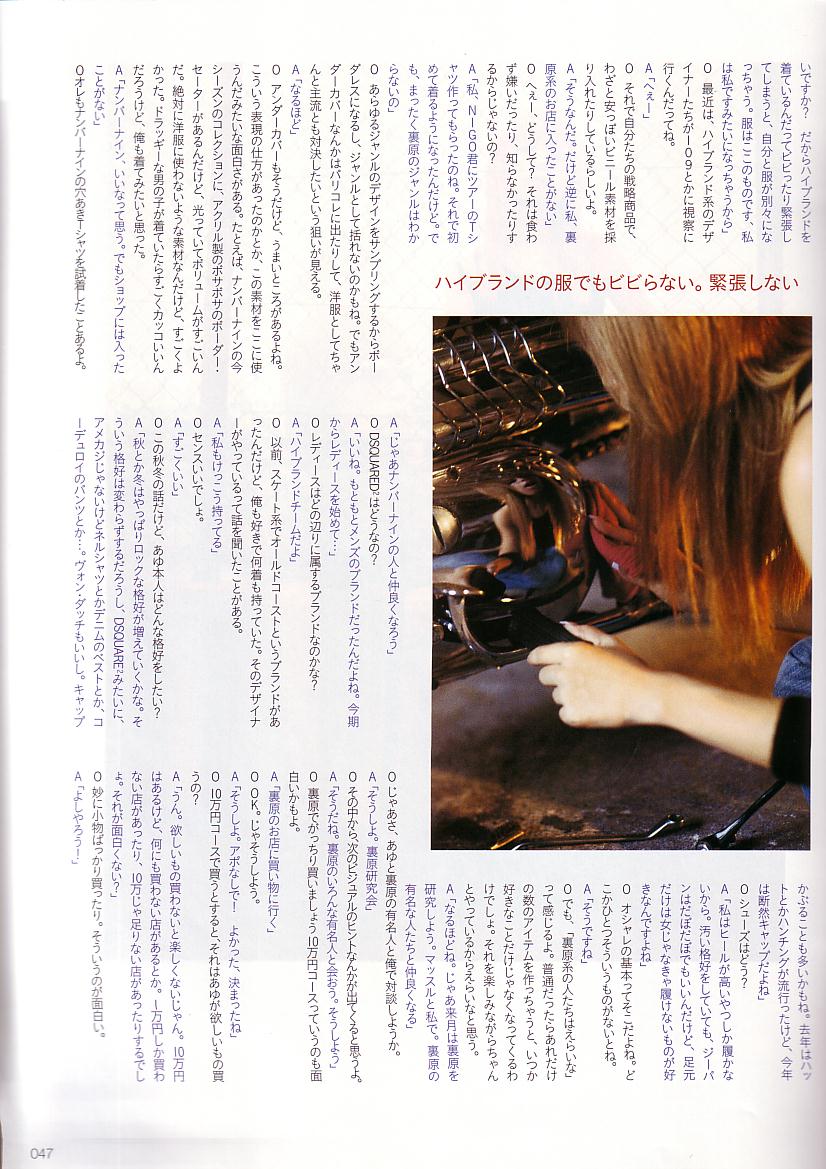 いですか？　だからハイブランドを
着ているんだってビビったり緊張し
てしまうと、自分と服が別々にな
っちゃう。服はここのものです、私
は私ですみたいになっちゃうから」
O　最近は、ハイブランド系のデザ
イナーたちが109とかに視察に
行くんだってね。
A「へぇー」
O　それで自分たちの戦略商品で、
わざと安っぽいビニール素材を採
り入れたりしているらしいよ。
A「そうなんだ。だけど逆に私、裏
原系のお店に入ったことがない」
O　へぇー、どうして？　それは食わ
ず嫌いだったり、知らなかったりす
るからじゃないの？
A「私、NIGO君にツアーのTシ
ャツ作ってもらったのね。それで初
めて着るようになったんだけど。で
も、まったく裏原のジャンルはわか
らないの」
O　あらゆるジャンルのデザインをサンプリングするからボー
ダレスになるし、ジャンルとして括れないのかもね。でもアン
ダーカバーなんかはパリコレに出たりして、洋服としてちゃ
んと主流とも対決したいという狙いが見える。
A「なるほど」
O　アンダーカバーもそうだけど、うまいところがあるよね。
こういう表現の仕方があったのかとか、この素材をここに使
うんだみたいな面白さがある。たとえば、ナンバーナインの今
シーズンのコレクションに、アクリル製のボサボサのボーダー・
セーターがあるんだけど、光っていてボリュームがすごいん
だ。絶対に洋服に使わないような素材なんだけど、すごくよ
かった。ドラッギーな男の子が着ていたらすごくカッコいいん
だろうけど、俺も着てみたいと思った。
A「ナンバーナイン、いいなって思う。でもショップには入った
ことがない」
Oオレもナンバーナインの穴あきTシャツを試着したことあるよ。
ハイブランドの服でもビビらない。緊張しない
A「じゃあナンバーナインの人と仲良くなろう」
O DSQUARED²はどうなの？
A「いいね。もともとメンズのブランドだったんだよね。今期
からレディースを始めて…」
O レディースはどの辺りに属するブランドなのかな？
A「ハイブランドチームだよ」
O　以前、スケート系でオールドコーストというブランドがあ
ったんだけど、俺も好きで何着も持っていた。そのデザイナ
ーがやっているって話を聞いたことがある。
A「私もけっこう持ってる」
O センスいいでしょ。
A「すごくいい」
O この秋冬の話だけど、あゆ本人はどんな格好をしたい？
A「秋とか冬はやっぱりロックな格好が増えていくかな。そ
ういう格好は変わらずするだろうし、DSQUARE²みたいに、
アメカジじゃないけどネルシャツとかデニムのベストとか、コ
ーデュロイのパンツとか…。ヴォン・ダッチもいいし。キャップ
かぶることも多いかもね。去年はハッ
トとかハンチングが流行ったけど、今年
は断然キャップだよね」
O シューズはどう？
A「私はヒールが高いやつしか履かな
いから。汚い格好をしていても、ジーパ
ンはだぼだぼでもいいんだけど、足元
だけは女じゃなきゃ履けないものが好
きなんですよね」
O オシャレの基本ってそこだよね。ど
こかひとつそういうものがないとね。
A「そうですね」
O でも、「裏原系の人たちはえらいな」
って感じるよ。普通だったらあれだけ
の数のアイテムを作っちゃうと、いつか
好きなことだけじゃなくなってくるわ
けでしょ。それを楽しみながらちゃん
とやっているからえらいなと思う。
A「なるほどね。じゃあ来月は裏原を
研究しよう。マッスルと私で。裏原の
有名な人たちと仲良くなる」
O じゃあさ、あゆと裏原の有名人と俺で対談しようか。
A「そうしよ。裏原研究会」
O その中から、次のビジュアルのヒントなんかが出てくると思うよ。
A「そうだね。裏原のいろんな有名人と会おう。そうしよう」
O 裏原でがっちり買いましょう10万円コースっていうのも面
白いかもよ。
A「裏原のお店に買い物に行く」
O OK。じゃそうしよう。
A「そうしよ。アポなしで！　よかった、決まったね」
O 10万円コースで買うとすると、それはあゆが欲しいもの買
うの？
A「うん。欲しいもの買わないと楽しくないじゃん。10万円
はあるけど、何にも買わない店があるとか。1万円しか買わ
ない店があったり、10万じゃ足りない店があったりするでし
ょ。それが面白くない？」
O 妙に小物ばっかり買ったり。そういうのが面白い。
A「よしやろう！」
047